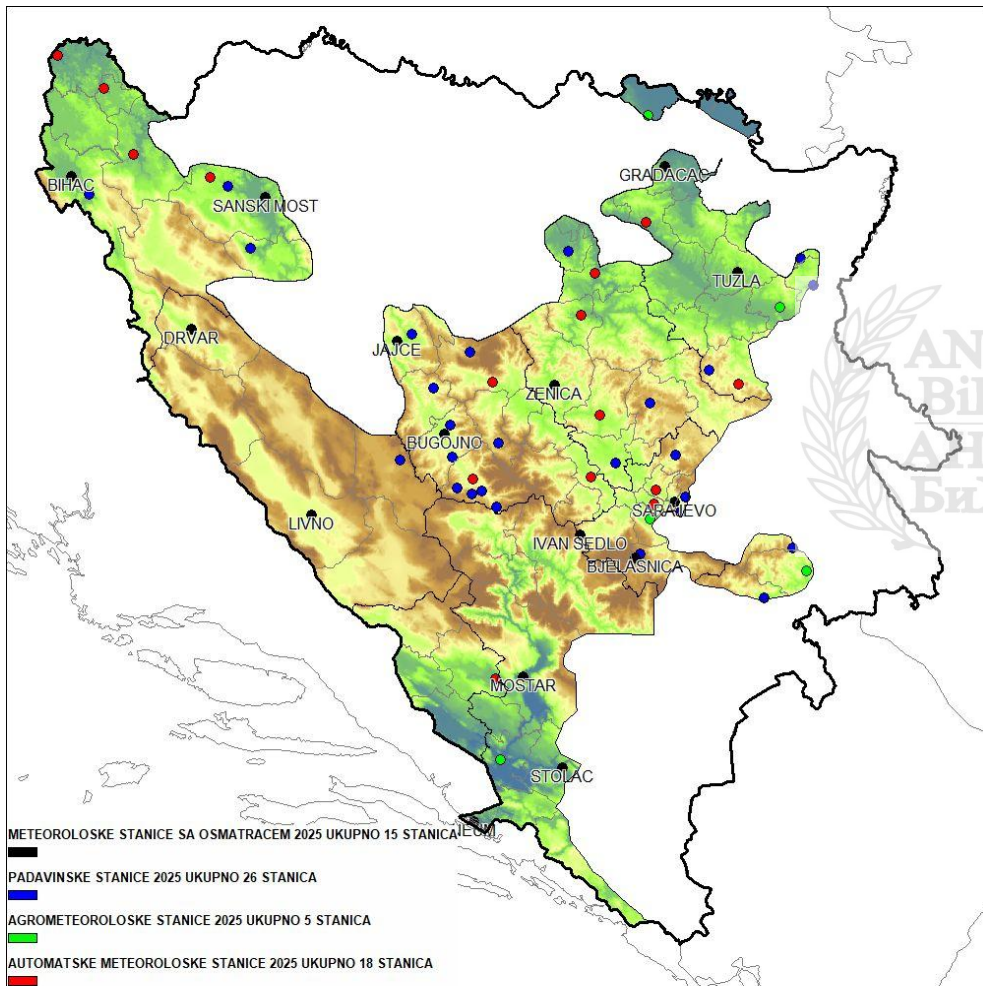 BIHAC
SANSKI MOST
GRADACAC
TUZLA
DRVAR
JAJCE
ZENICA
BUGOJNO
LIVNO
SARAJEVO
IVAN SEDLO
BJELASNICA
MOSTAR
STOLAC
METEOROLOSKE STANICE SA OSMATRACEM 2025 UKUPNO 15 STANICA
PADAVINSKE STANICE 2025 UKUPNO 26 STANICA
AGROMETEOROLOSKE STANICE 2025 UKUPNO 5 STANICA
AUTOMATSKE METEOROLOSKE STANICE 2025 UKUPNO 18 STANICA